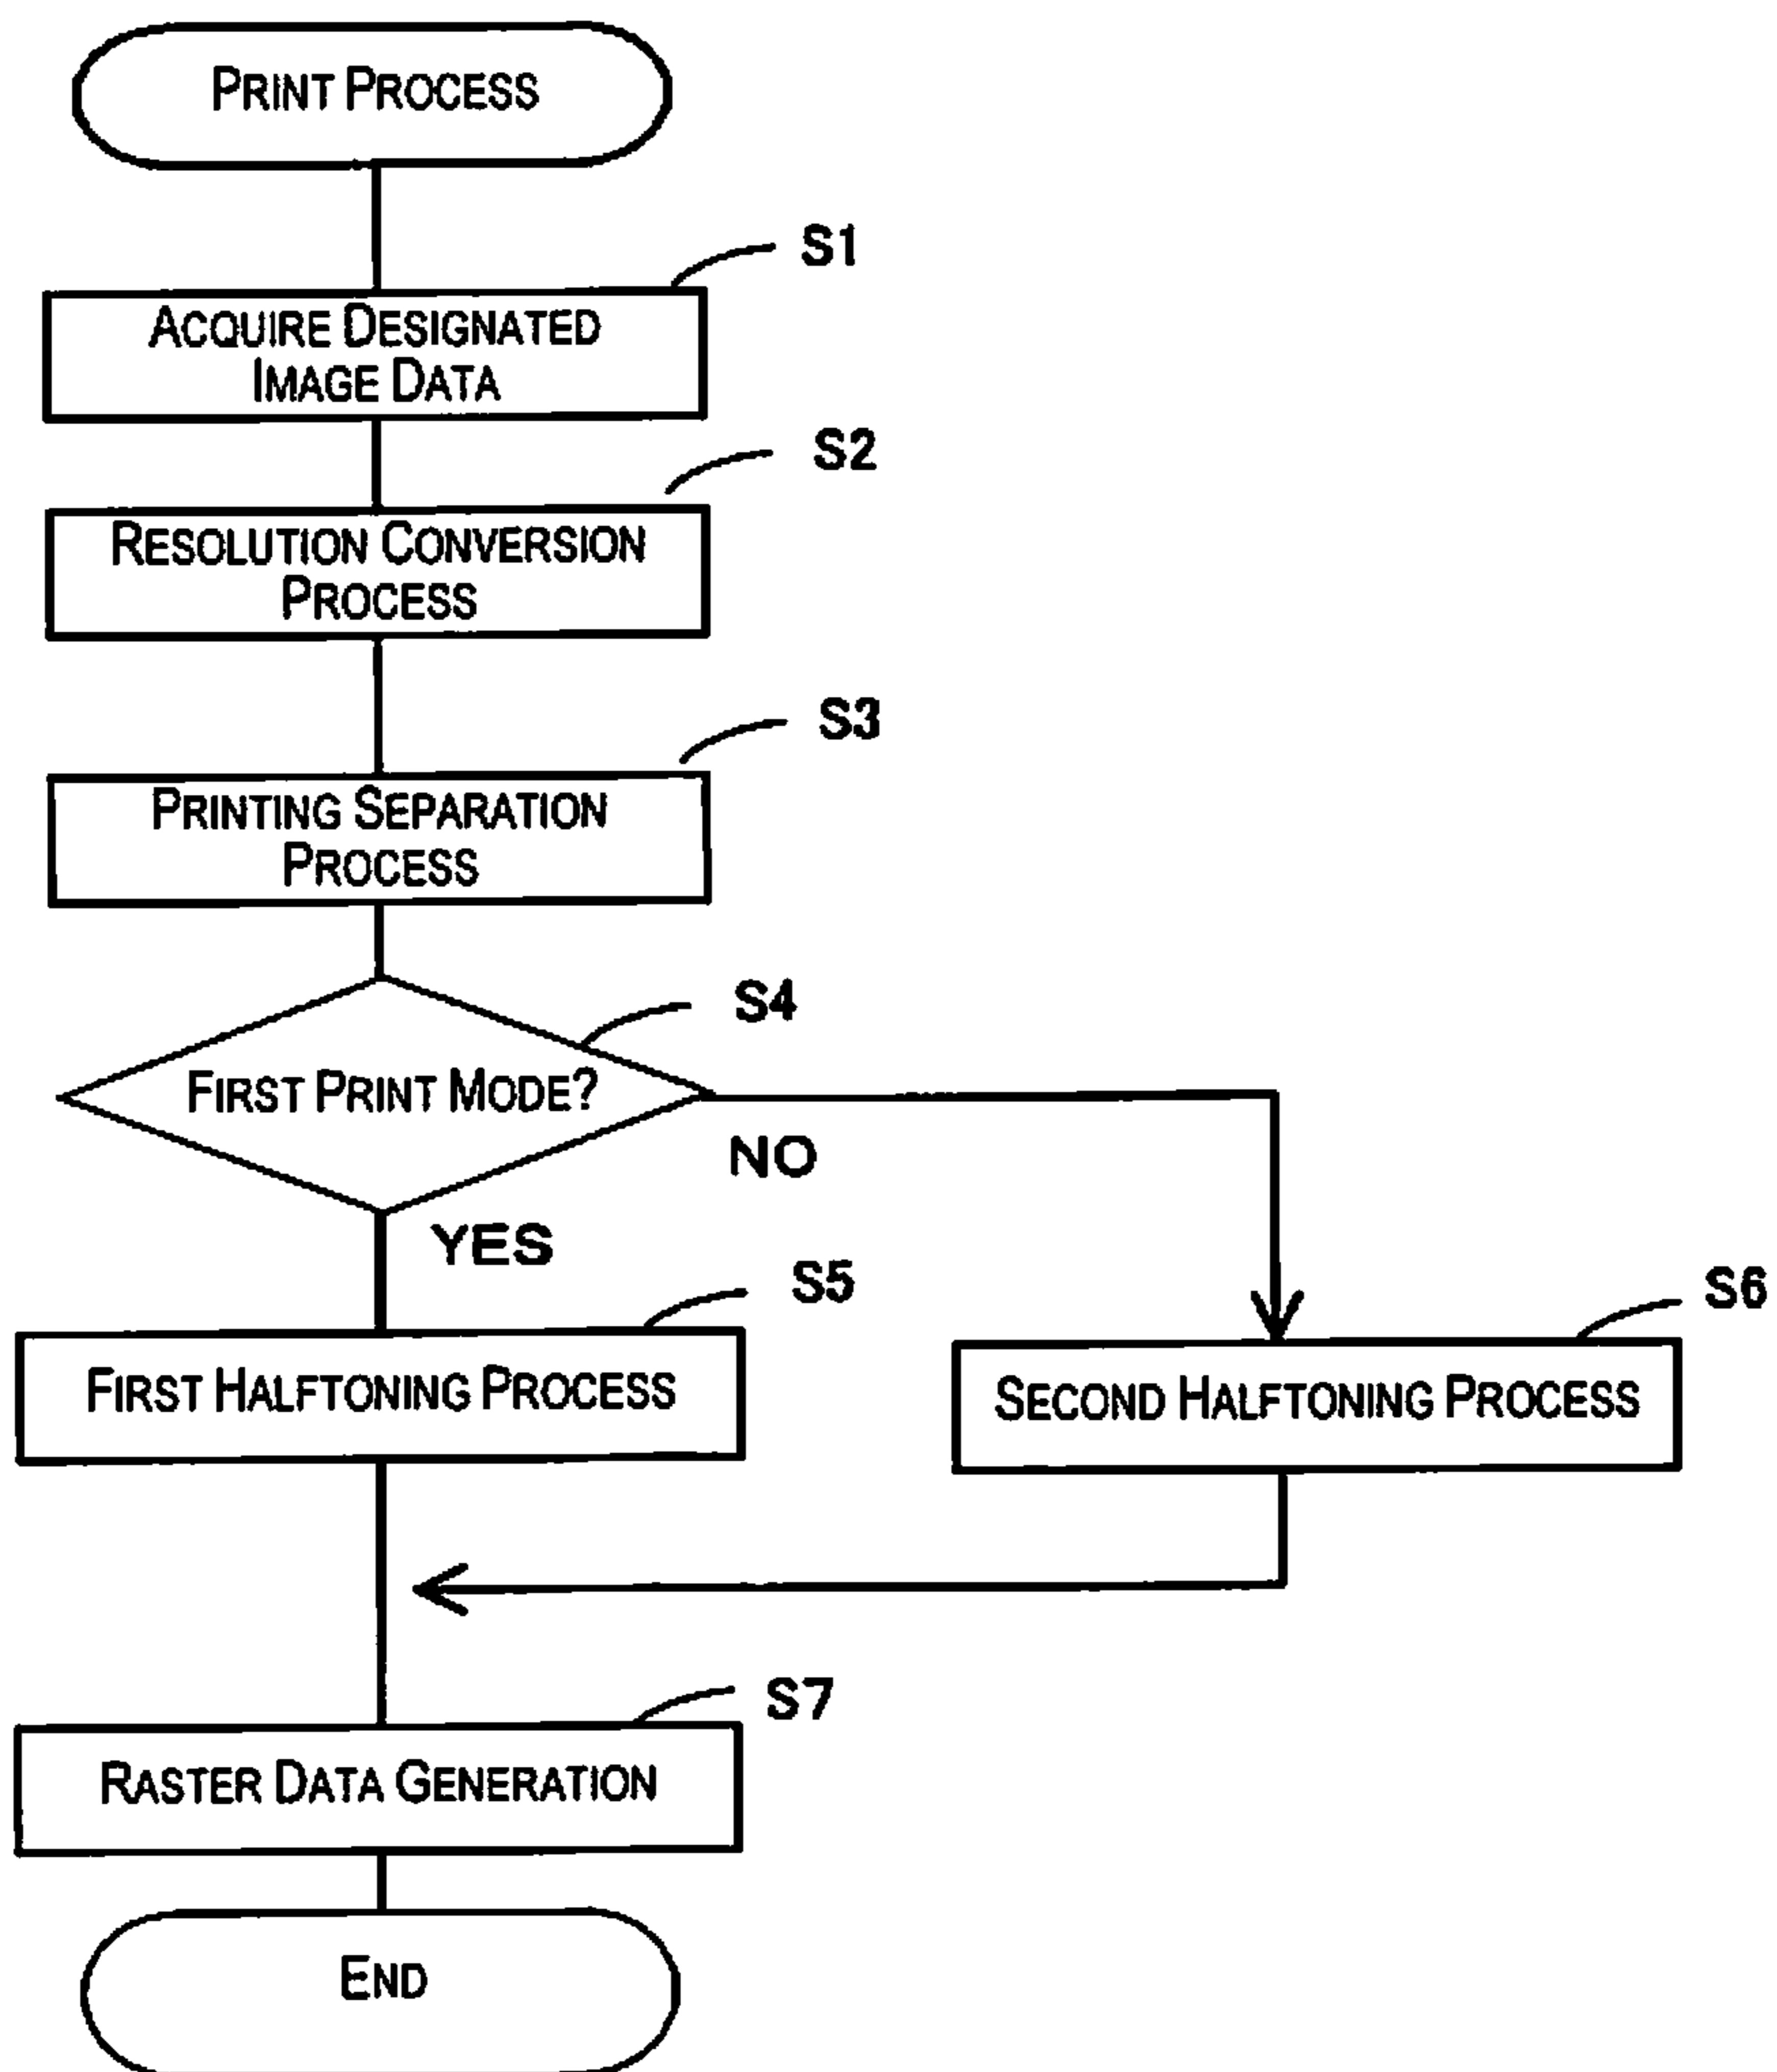 PRINT PROCESS
S1
ACQUIRE DESIGNATED
IMAGE DATA
S2
RESOLUTION CONVERSION
PROCESS
S3
PRINTING SEPARATION
PROCESS
S4
FIRST PRINT MODE?
NO
YES
S5
FIRST HALFTONING PROCESS
S6
SECOND HALFTONING PROCESS
S7
RASTER DATA GENERATION
END